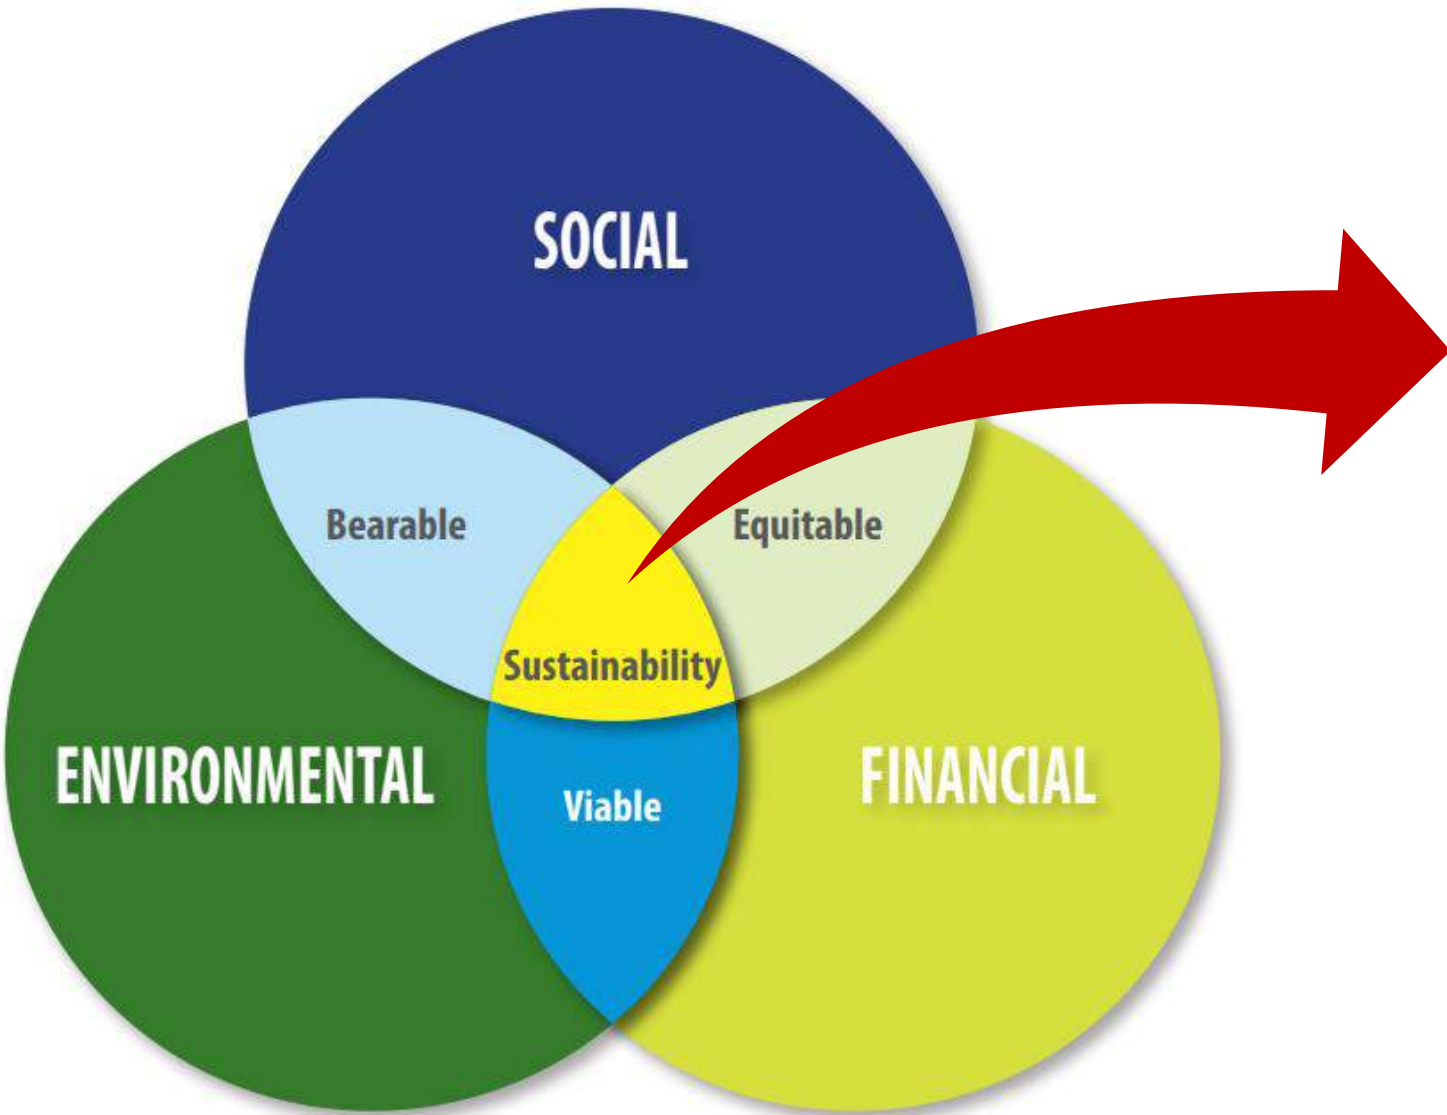 SOCIAL
Bearable
Equitable
Sustainability
ENVIRONMENTAL
Viable
FINANCIAL